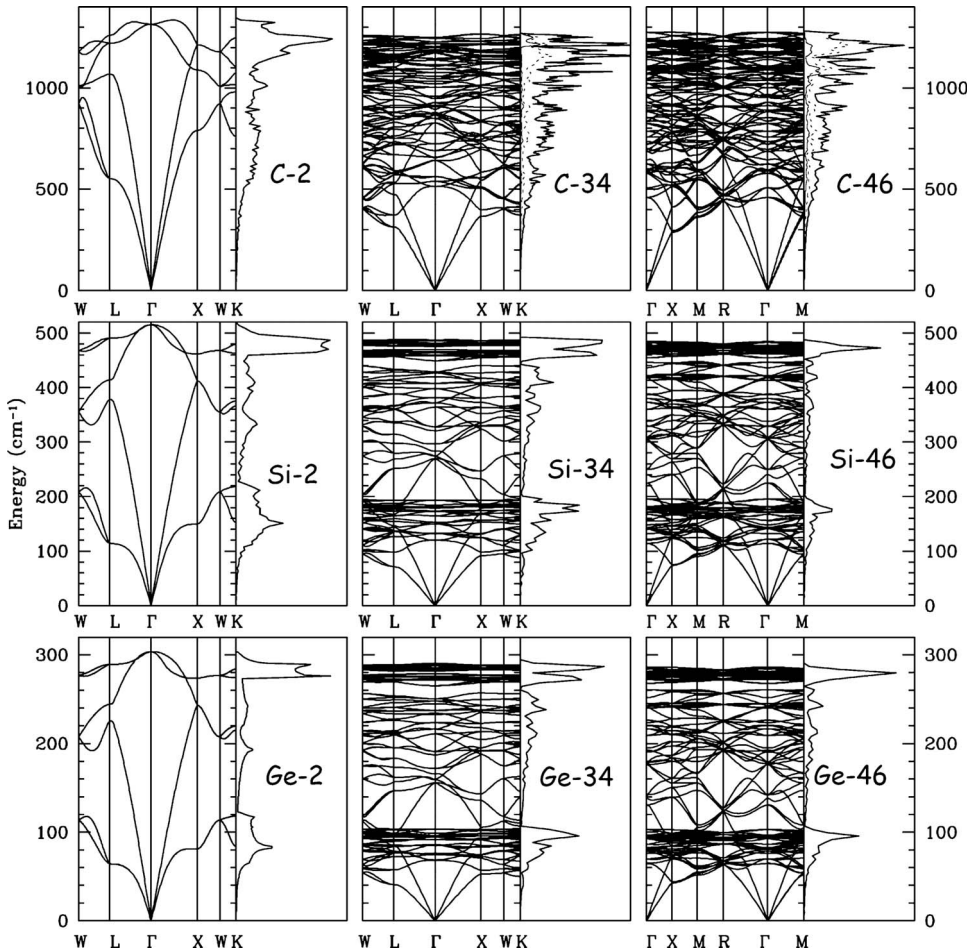 1000
500
0
C-2
C-34
C-46
1000
500
0
W L Γ X W K
W L Γ X W K
Γ X M R Γ M
Energy (cm⁻¹)
500
400
300
200
100
0
Si-2
Si-34
Si-46
500
400
300
200
100
0
W L Γ X W K
W L Γ X W K
Γ X M R Γ M
300
200
100
0
Ge-2
Ge-34
Ge-46
300
200
100
0
W L Γ X W K
W L Γ X W K
Γ X M R Γ M